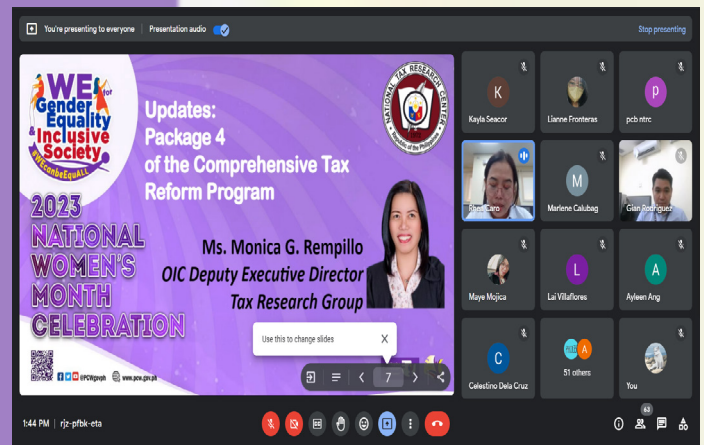 You're presenting to everyone
Presentation audio
Stop presenting
WE for
Gender
Equality
& Inclusive
Society
#WEcanbeEquALL
2023
NATIONAL
WOMEN'S
MONTH
CELEBRATION
@PCWgovph
www.pcw.gov.ph
Updates:
Package 4
of the Comprehensive Tax
Reform Program
NATIONAL TAX RESEARCH CENTER
Republic of the Philippines
Ms. Monica G. Rempillo
OIC Deputy Executive Director
Tax Research Group
Use this to change slides
X
7
K
Kayla Seacor
Lianne Fronteras
p
pcb ntrc
Caro
M
Marlene Calubag
Gian Rodriguez
Maye Mojica
L
Lai Villaflores
A
Ayleen Ang
C
Celestino Dela Cruz
A
51 others
You
1:44 PM | rjz-pfbk-eta
63